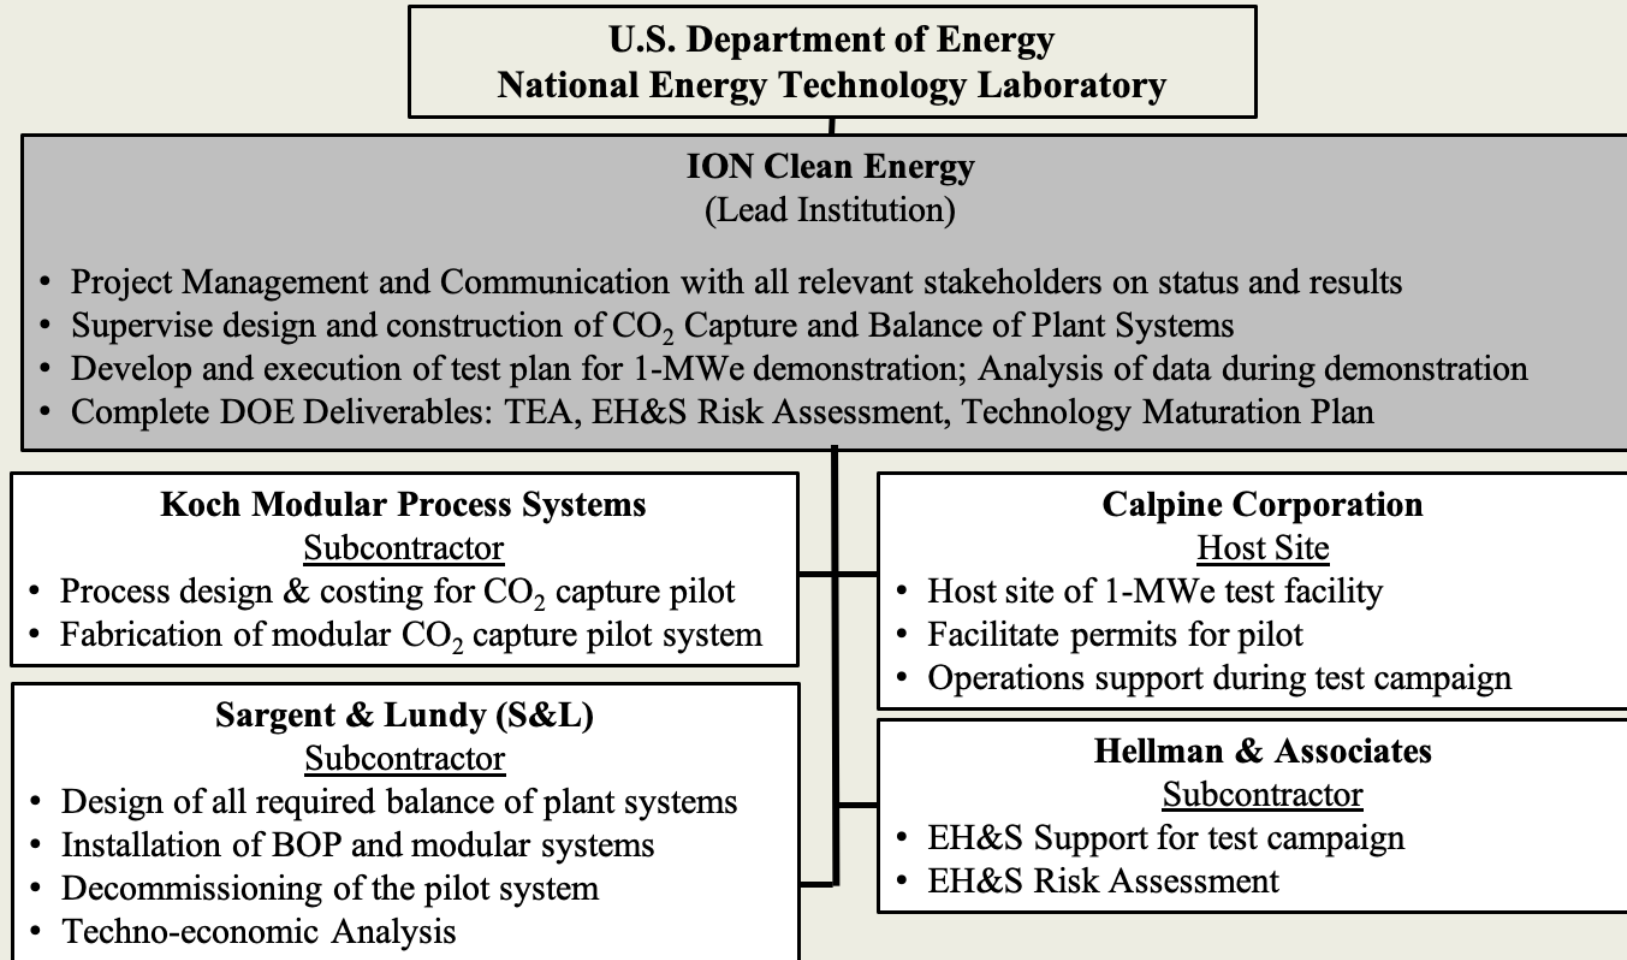 U.S. Department of Energy
National Energy Technology Laboratory
ION Clean Energy
(Lead Institution)
• Project Management and Communication with all relevant stakeholders on status and results
• Supervise design and construction of CO₂ Capture and Balance of Plant Systems
• Develop and execution of test plan for 1-MWe demonstration; Analysis of data during demonstration
• Complete DOE Deliverables: TEA, EH&S Risk Assessment, Technology Maturation Plan
Koch Modular Process Systems
Subcontractor
• Process design & costing for CO₂ capture pilot
• Fabrication of modular CO₂ capture pilot system
Sargent & Lundy (S&L)
Subcontractor
• Design of all required balance of plant systems
• Installation of BOP and modular systems
• Decommissioning of the pilot system
• Techno-economic Analysis
Calpine Corporation
Host Site
• Host site of 1-MWe test facility
• Facilitate permits for pilot
• Operations support during test campaign
Hellman & Associates
Subcontractor
• EH&S Support for test campaign
• EH&S Risk Assessment